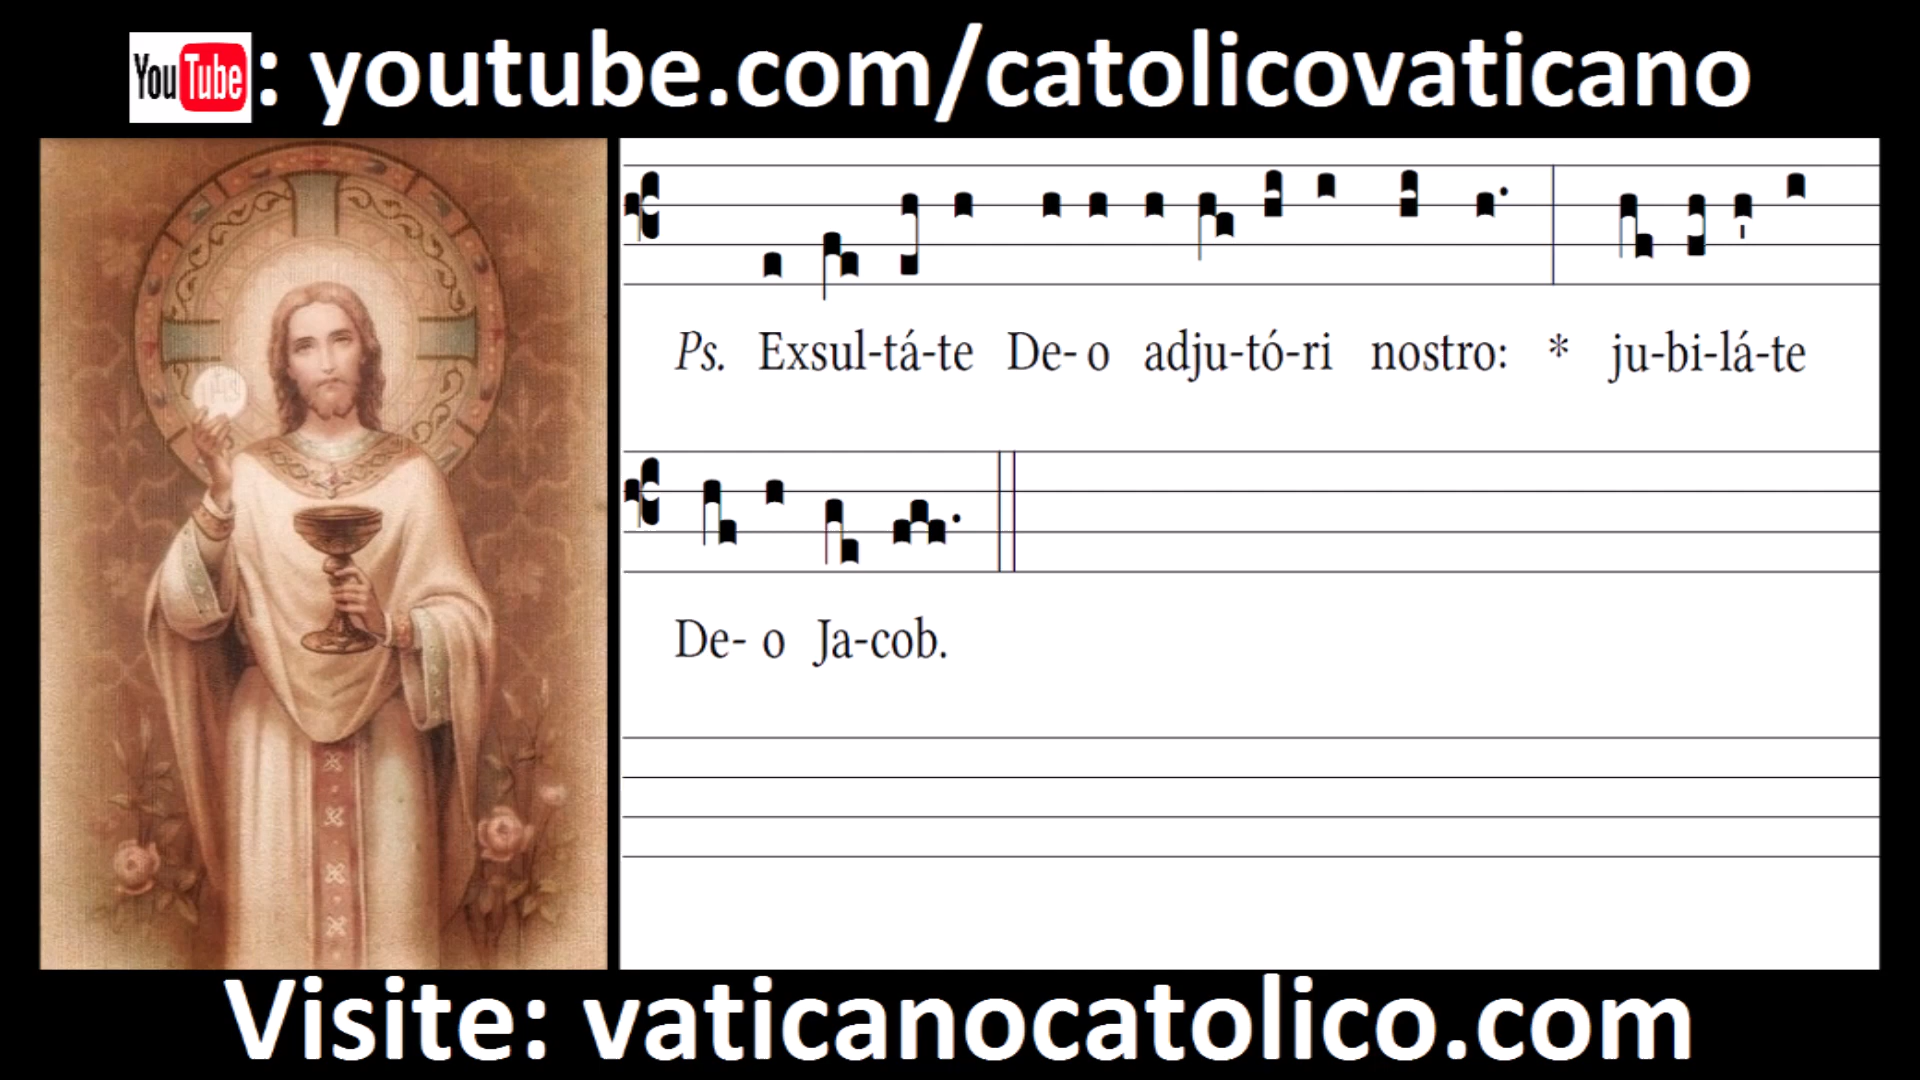 YouTube : youtube.com/catolicovaticano
Ps. Exsul-tá-te De- o adju-tó-ri nostro: * ju-bi-lá-te
De- o Ja-cob.
Visite: vaticanocatolico.com